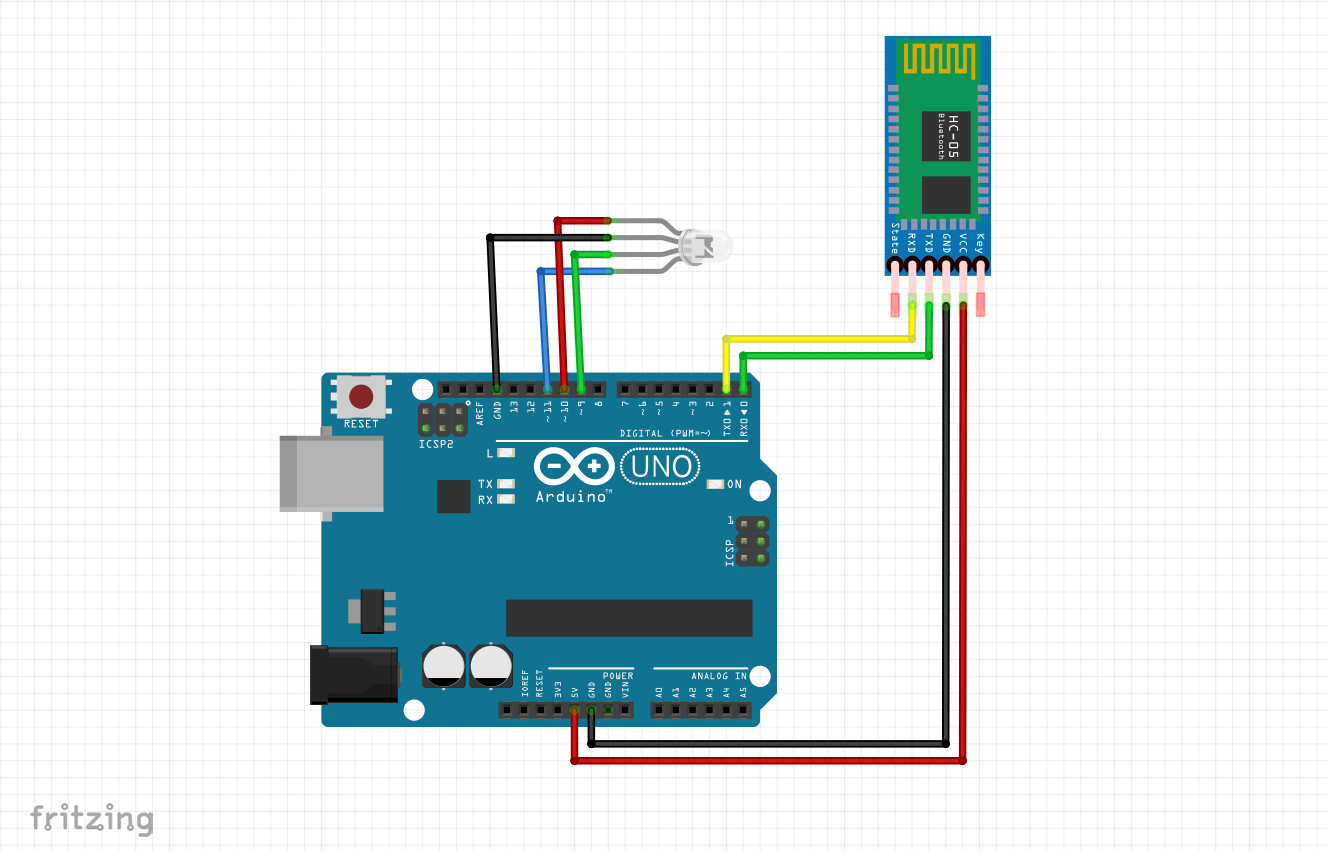 HC-05
Bluetooth
State
RXD
TXD
GND
VCC
Key
RESET
ICSP2
AREF
GND
13
12
~11
~10
~9
8
7
~6
~5
4
~3
2
TX0▶1
RX0◀0
DIGITAL (PWM=~)
L
TX
RX
Arduino™
UNO
ON
1
ICSP
POWER
ANALOG IN
IOREF
RESET
3V3
5V
GND
GND
VIN
A0
A1
A2
A3
A4
A5
fritzing